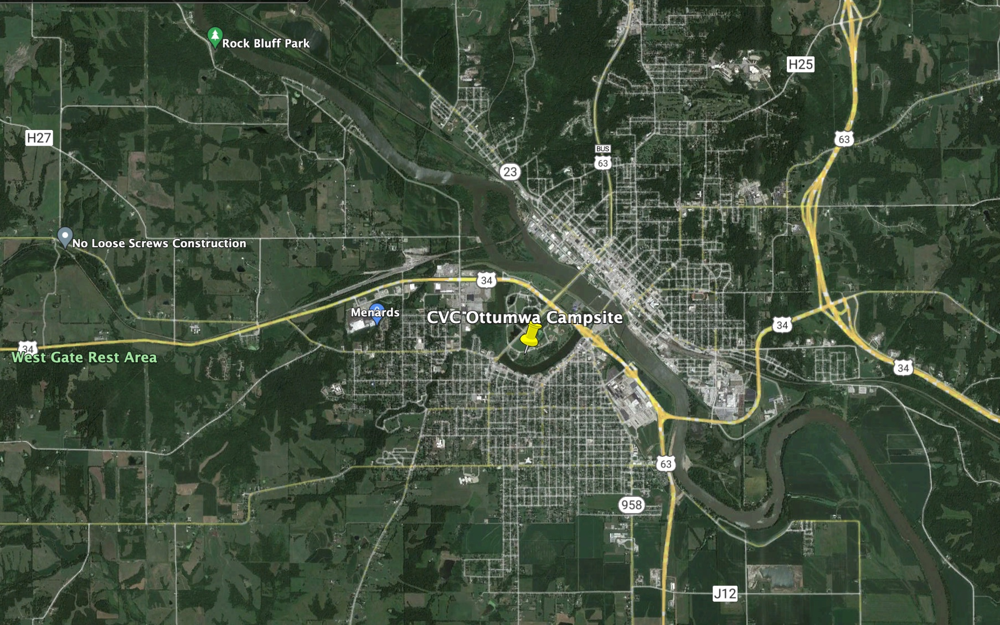 Rock Bluff Park
H25
H27
63
BUS
63
23
No Loose Screws Construction
34
Menards
CVC Ottumwa Campsite
34
34
West Gate Rest Area
34
63
958
J12